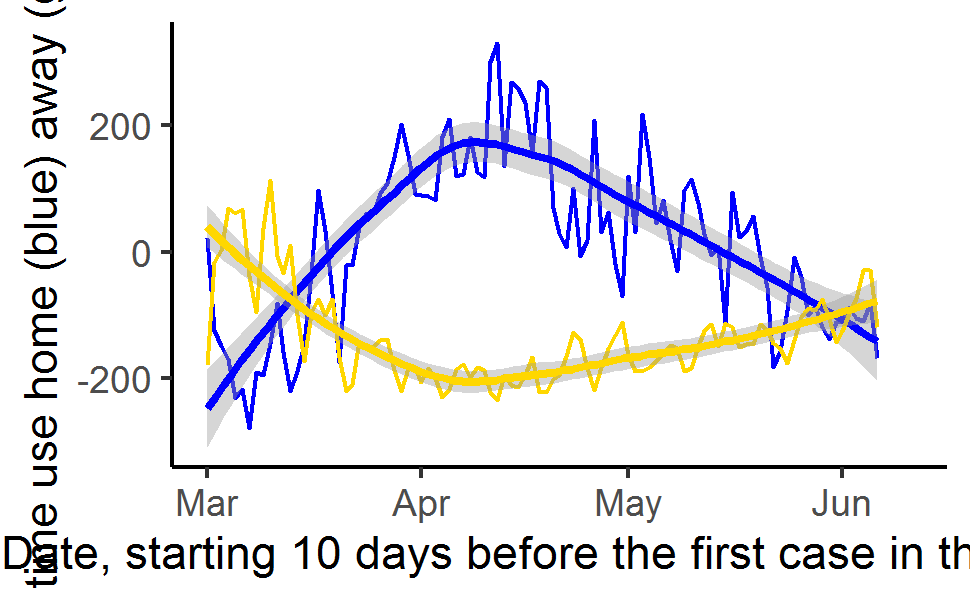 time use home (blue) away (
200
0
-200
Mar Apr May Jun
Date, starting 10 days before the first case in th